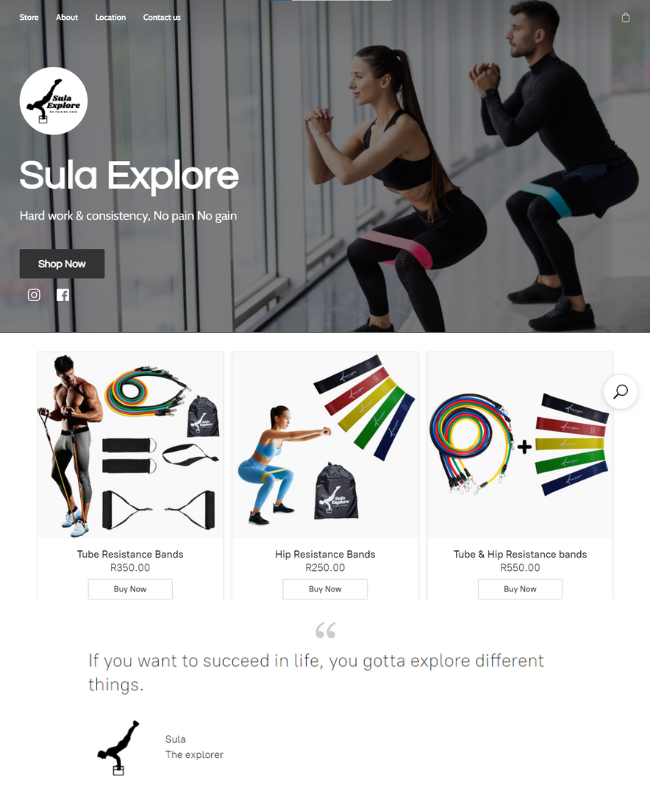 Store About Location Contact us
Sula
Explore
Sula Explore
Hard work & consistency, No pain No gain
Shop Now
Sula
Explore
Tube Resistance Bands
R350.00
Buy Now
Hip Resistance Bands
R250.00
Buy Now
Tube & Hip Resistance bands
R550.00
Buy Now
“
If you want to succeed in life, you gotta explore different
things.
Sula
The explorer